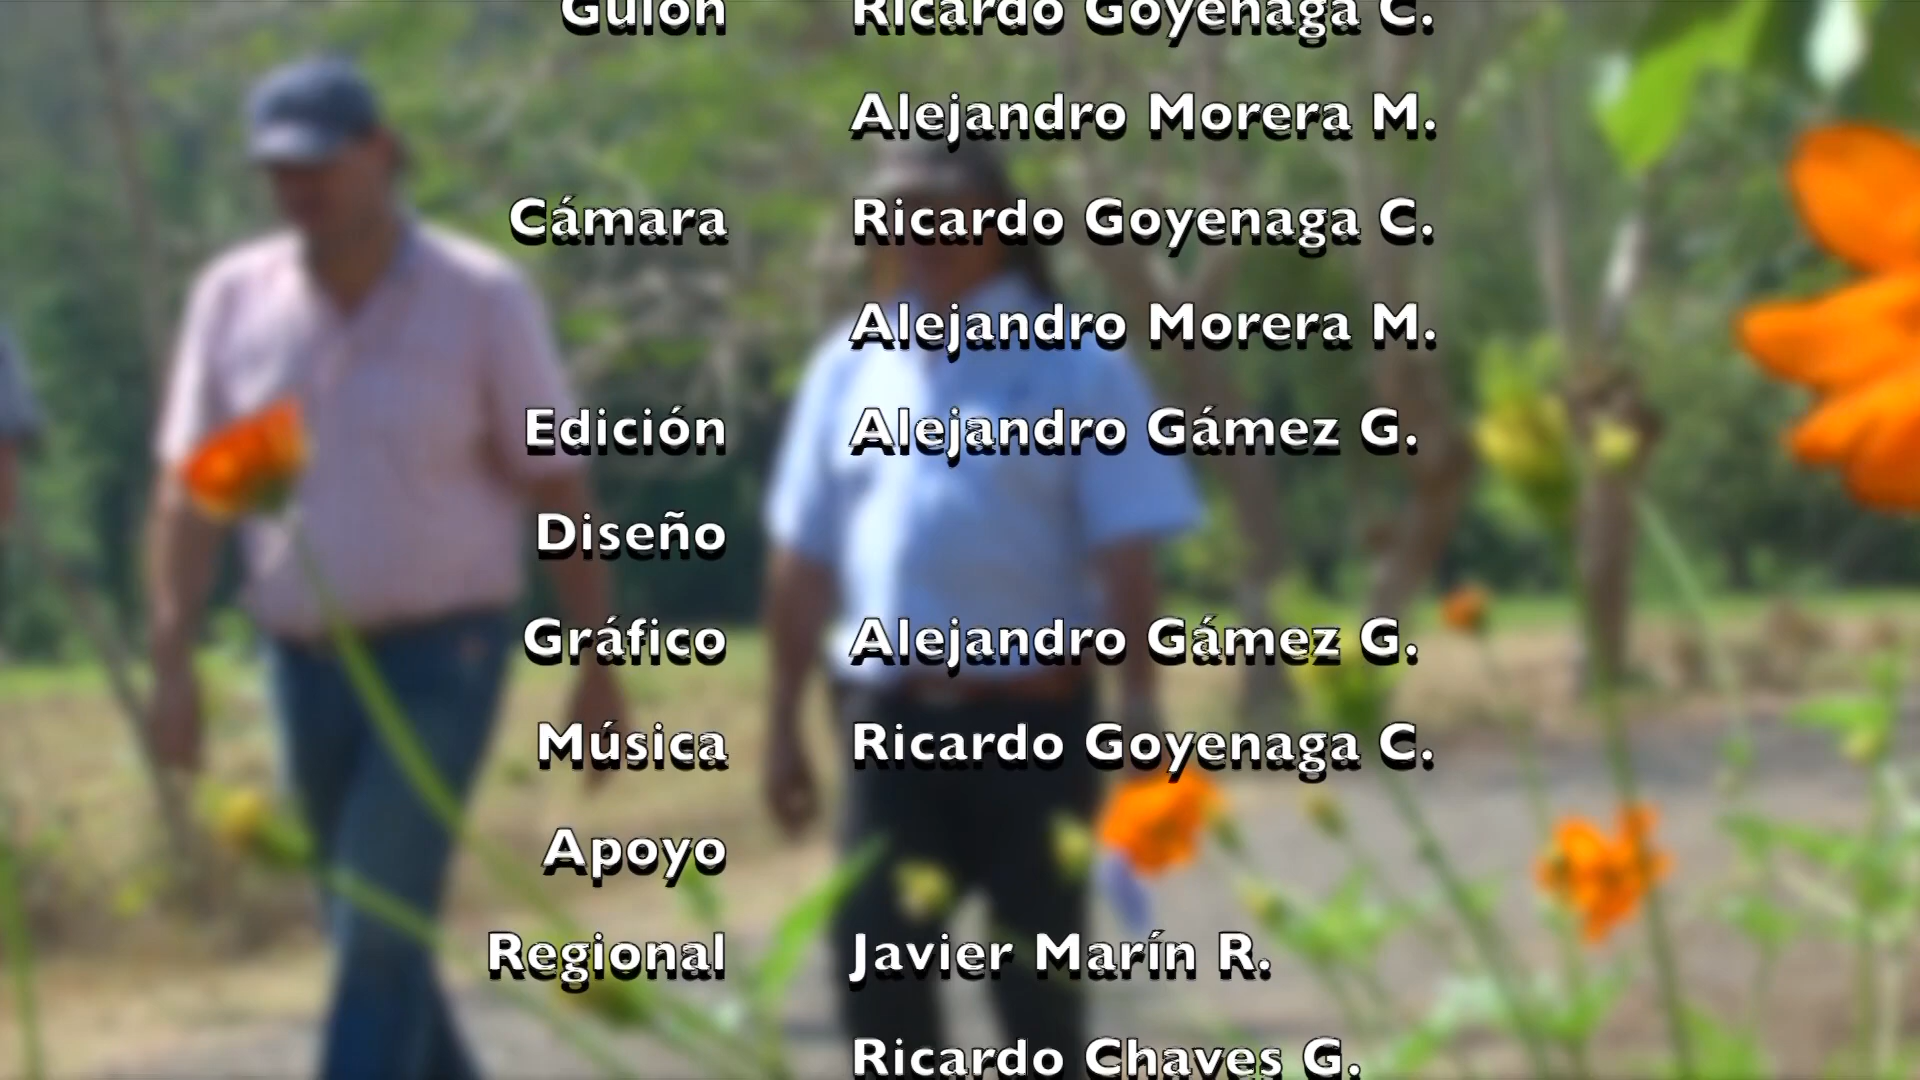 Guion Ricardo Goyenaga C.
Alejandro Morera M.
Cámara Ricardo Goyenaga C.
Alejandro Morera M.
Edición Alejandro Gámez G.
Diseño
Gráfico Alejandro Gámez G.
Música Ricardo Goyenaga C.
Apoyo
Regional Javier Marín R.
Ricardo Chaves G.